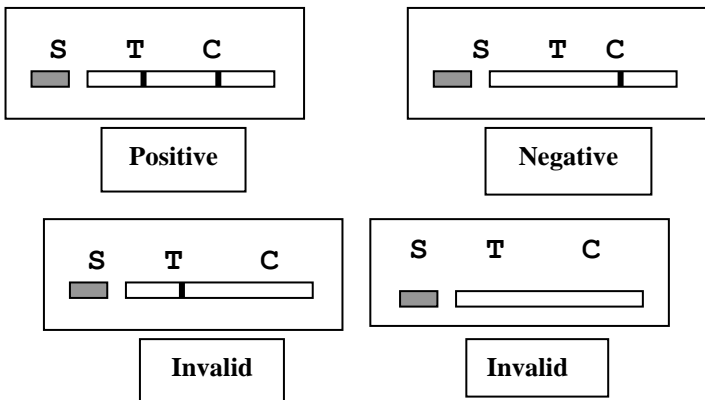 S T C
Positive
S T C
Negative
S T C
Invalid
S T C
Invalid